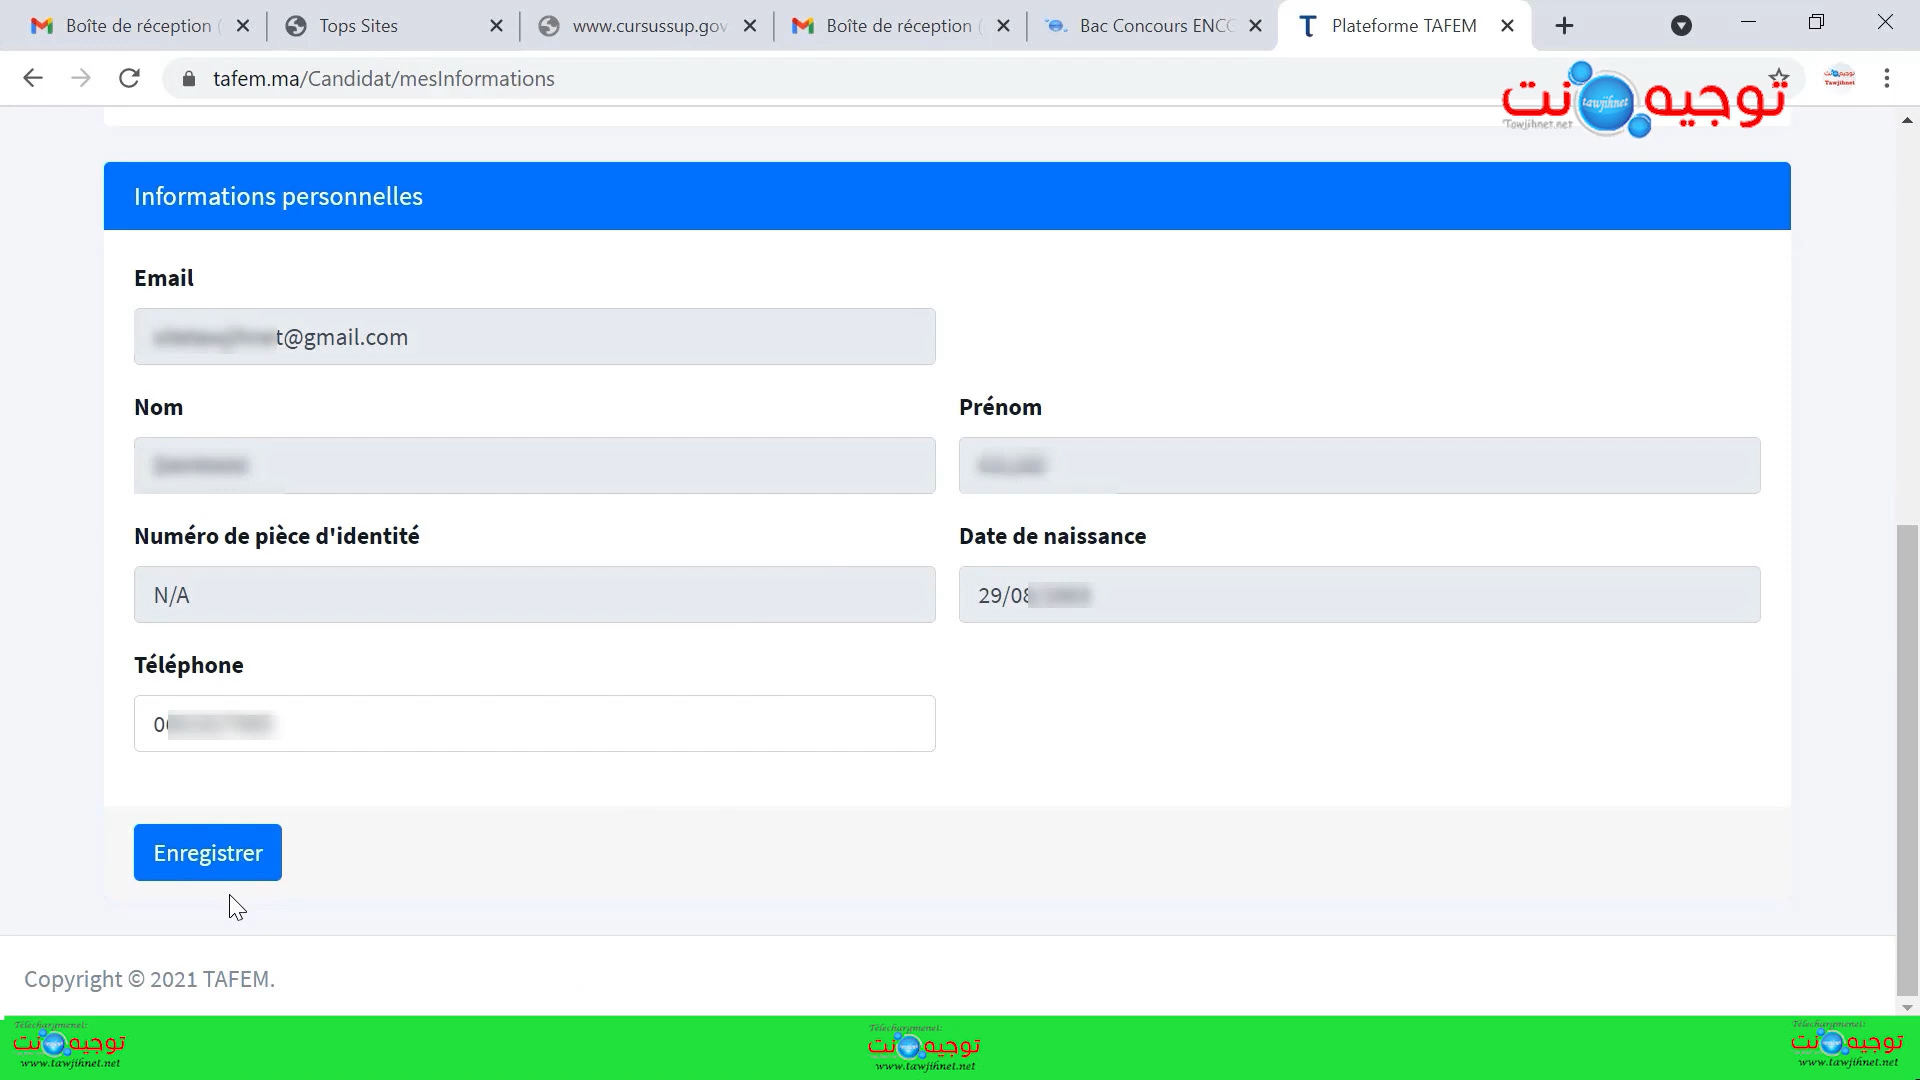 Boîte de réception (
Tops Sites
www.cursussup.gov
Boîte de réception (
Bac Concours ENCG
Plateforme TAFEM
tafem.ma/Candidat/mesInformations
توجيه نت
tawjihnet
Tawjihnet.net
Informations personnelles
Email
t@gmail.com
Nom
Prénom
Numéro de pièce d'identité
Date de naissance
N/A
29/08
Téléphone
0
Enregistrer
Copyright © 2021 TAFEM.
Télechargmenet:
توجيه نت
www.tawjihnet.net
Télechargmenet:
توجيه نت
www.tawjihnet.net
Télechargmenet:
توجيه نت
www.tawjihnet.net